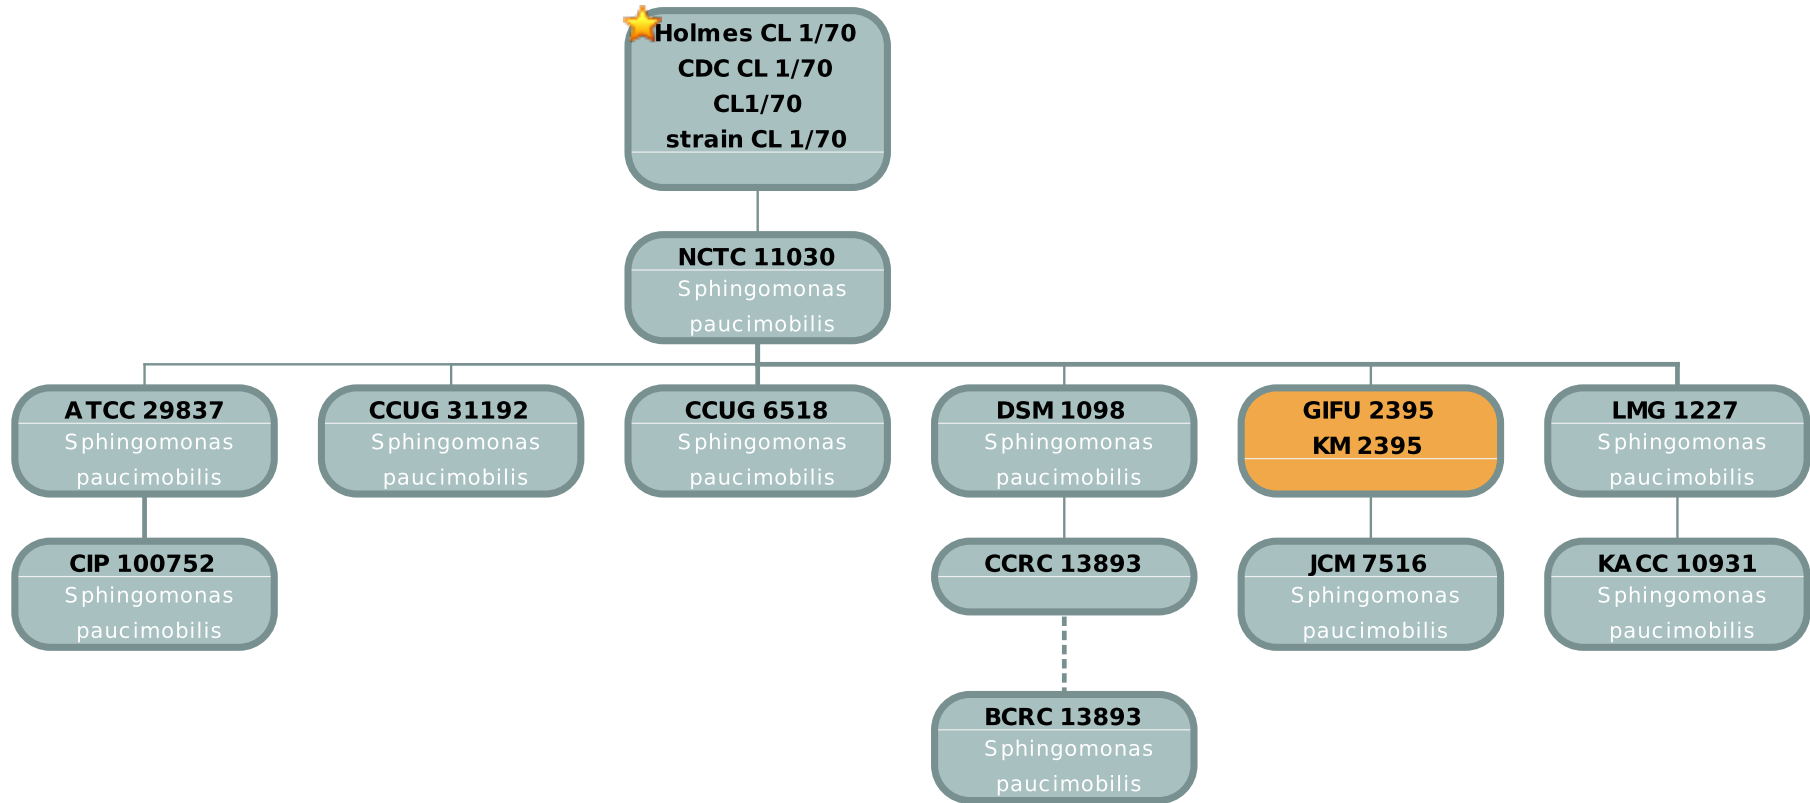 Holmes CL 1/70
CDC CL 1/70
CL1/70
strain CL 1/70
NCTC 11030
Sphingomonas
paucimobilis
ATCC 29837
Sphingomonas
paucimobilis
CCUG 31192
Sphingomonas
paucimobilis
CCUG 6518
Sphingomonas
paucimobilis
DSM 1098
Sphingomonas
paucimobilis
GIFU 2395
KM 2395
LMG 1227
Sphingomonas
paucimobilis
CIP 100752
Sphingomonas
paucimobilis
CCRC 13893
JCM 7516
Sphingomonas
paucimobilis
KACC 10931
Sphingomonas
paucimobilis
BCRC 13893
Sphingomonas
paucimobilis